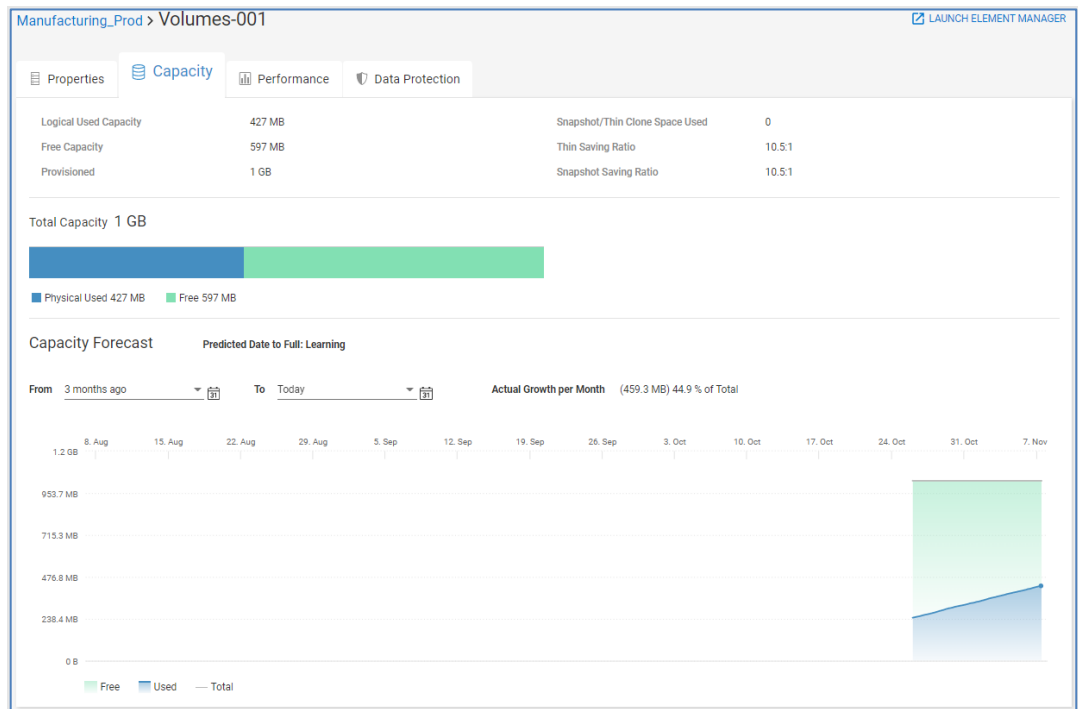 Manufacturing_Prod > Volumes-001
LAUNCH ELEMENT MANAGER
Properties
Capacity
Performance
Data Protection
Logical Used Capacity 427 MB
Snapshot/Thin Clone Space Used 0
Free Capacity 597 MB
Thin Saving Ratio 10.5:1
Provisioned 1 GB
Snapshot Saving Ratio 10.5:1
Total Capacity 1 GB
Physical Used 427 MB
Free 597 MB
Capacity Forecast
Predicted Date to Full: Learning
From 3 months ago 31
To Today 31
Actual Growth per Month (459.3 MB) 44.9 % of Total
8. Aug 15. Aug 22. Aug 29. Aug 5. Sep 12. Sep 19. Sep 26. Sep 3. Oct 10. Oct 17. Oct 24. Oct 31. Oct 7. Nov
1.2 GB
953.7 MB
715.3 MB
476.8 MB
238.4 MB
0 B
Free
Used
Total